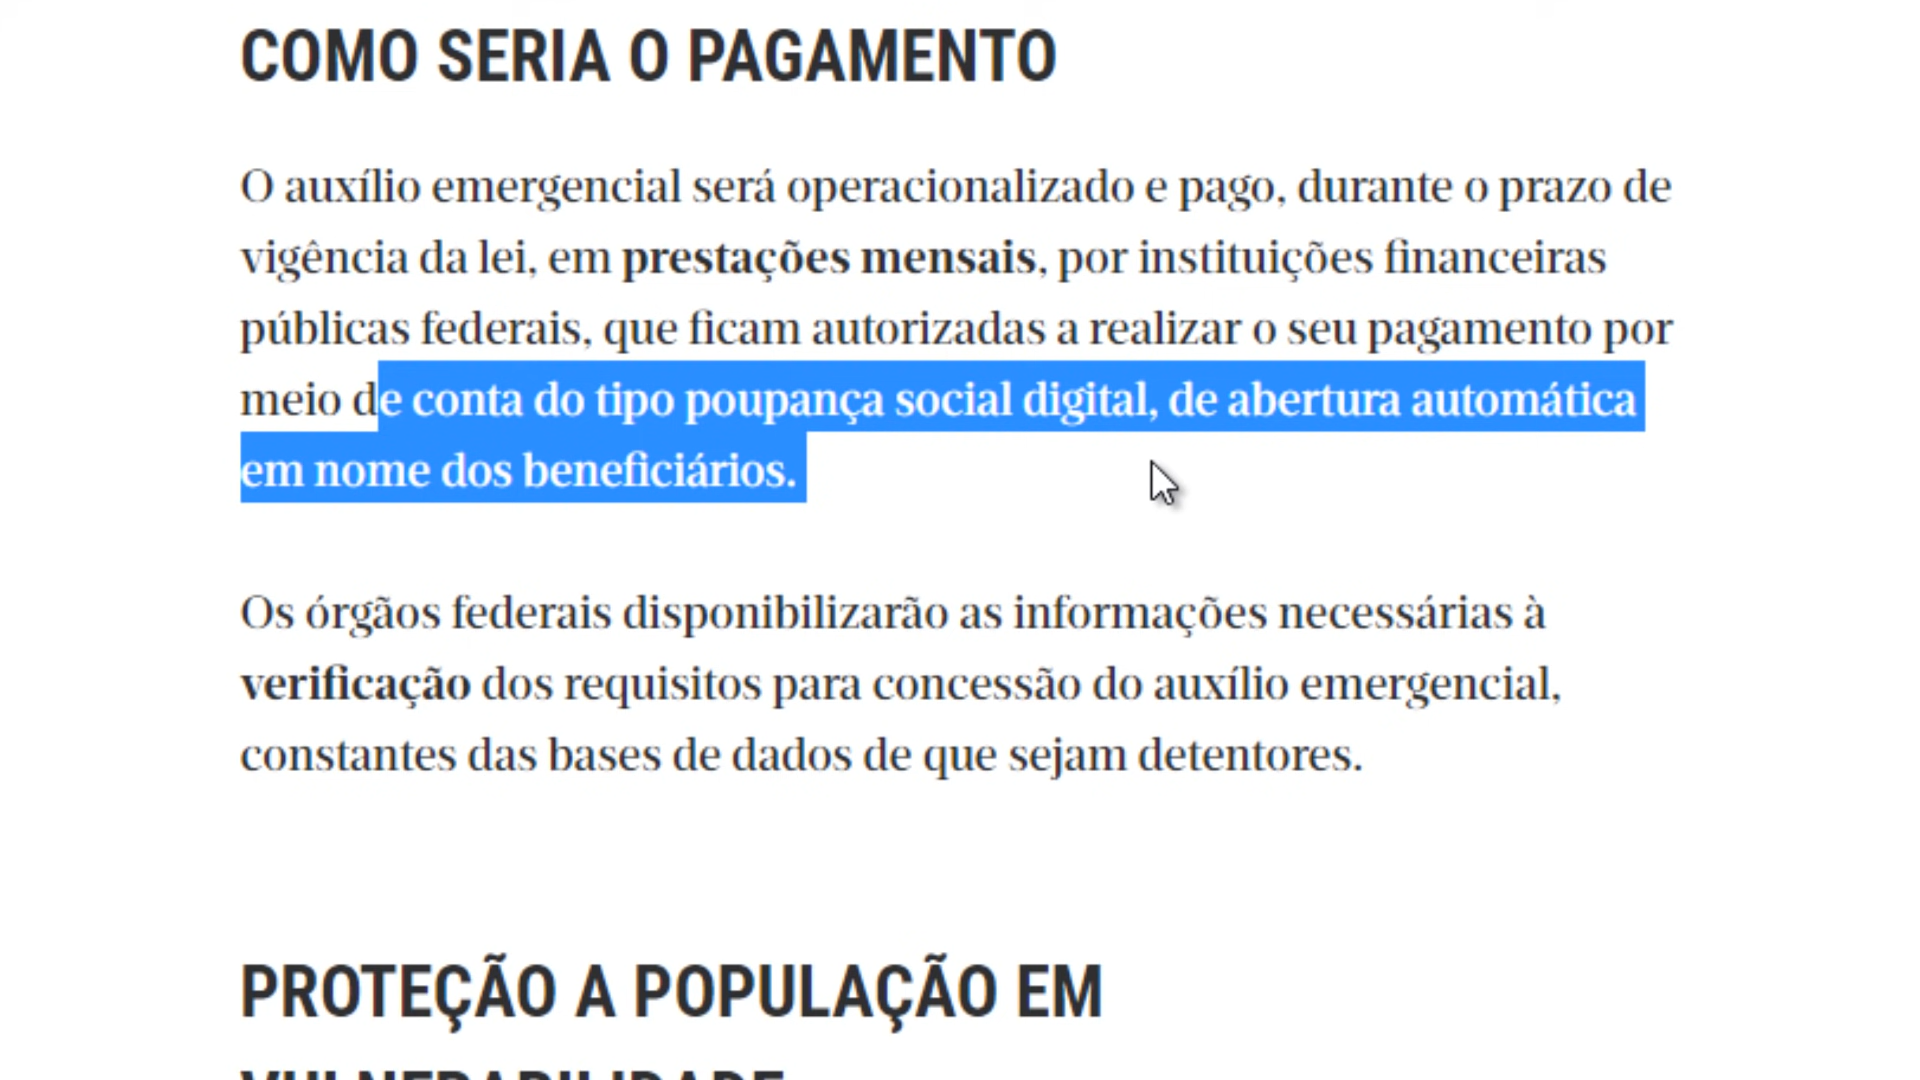 COMO SERIA O PAGAMENTO
O auxílio emergencial será operacionalizado e pago, durante o prazo de
vigência da lei, em prestações mensais, por instituições financeiras
públicas federais, que ficam autorizadas a realizar o seu pagamento por
meio de conta do tipo poupança social digital, de abertura automática
em nome dos beneficiários.
Os órgãos federais disponibilizarão as informações necessárias à
verificação dos requisitos para concessão do auxílio emergencial,
constantes das bases de dados de que sejam detentores.
PROTEÇÃO A POPULAÇÃO EM
VULNERABILIDADE